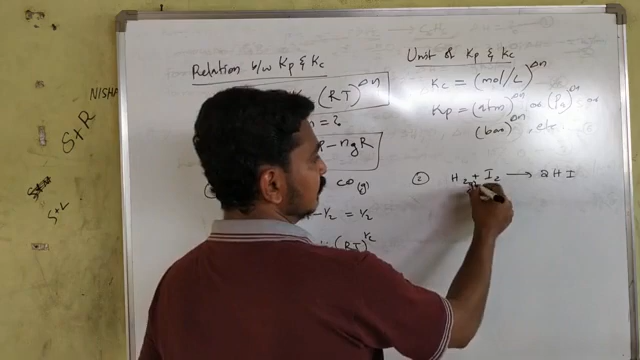 NISHA
S+R
S+L
Relation b/w Kp & Kc
(RT)^Δn
= ?
- ngR
CO(g)
- 1/2 = 1/2
(RT)^1/2
Unit of Kp & Kc
Kc = (mol/L)^Δn
Kp = (atm)^Δn or (Pa)^Δn or
(bar)^Δn, etc.
② H2 + I2 → 2HI